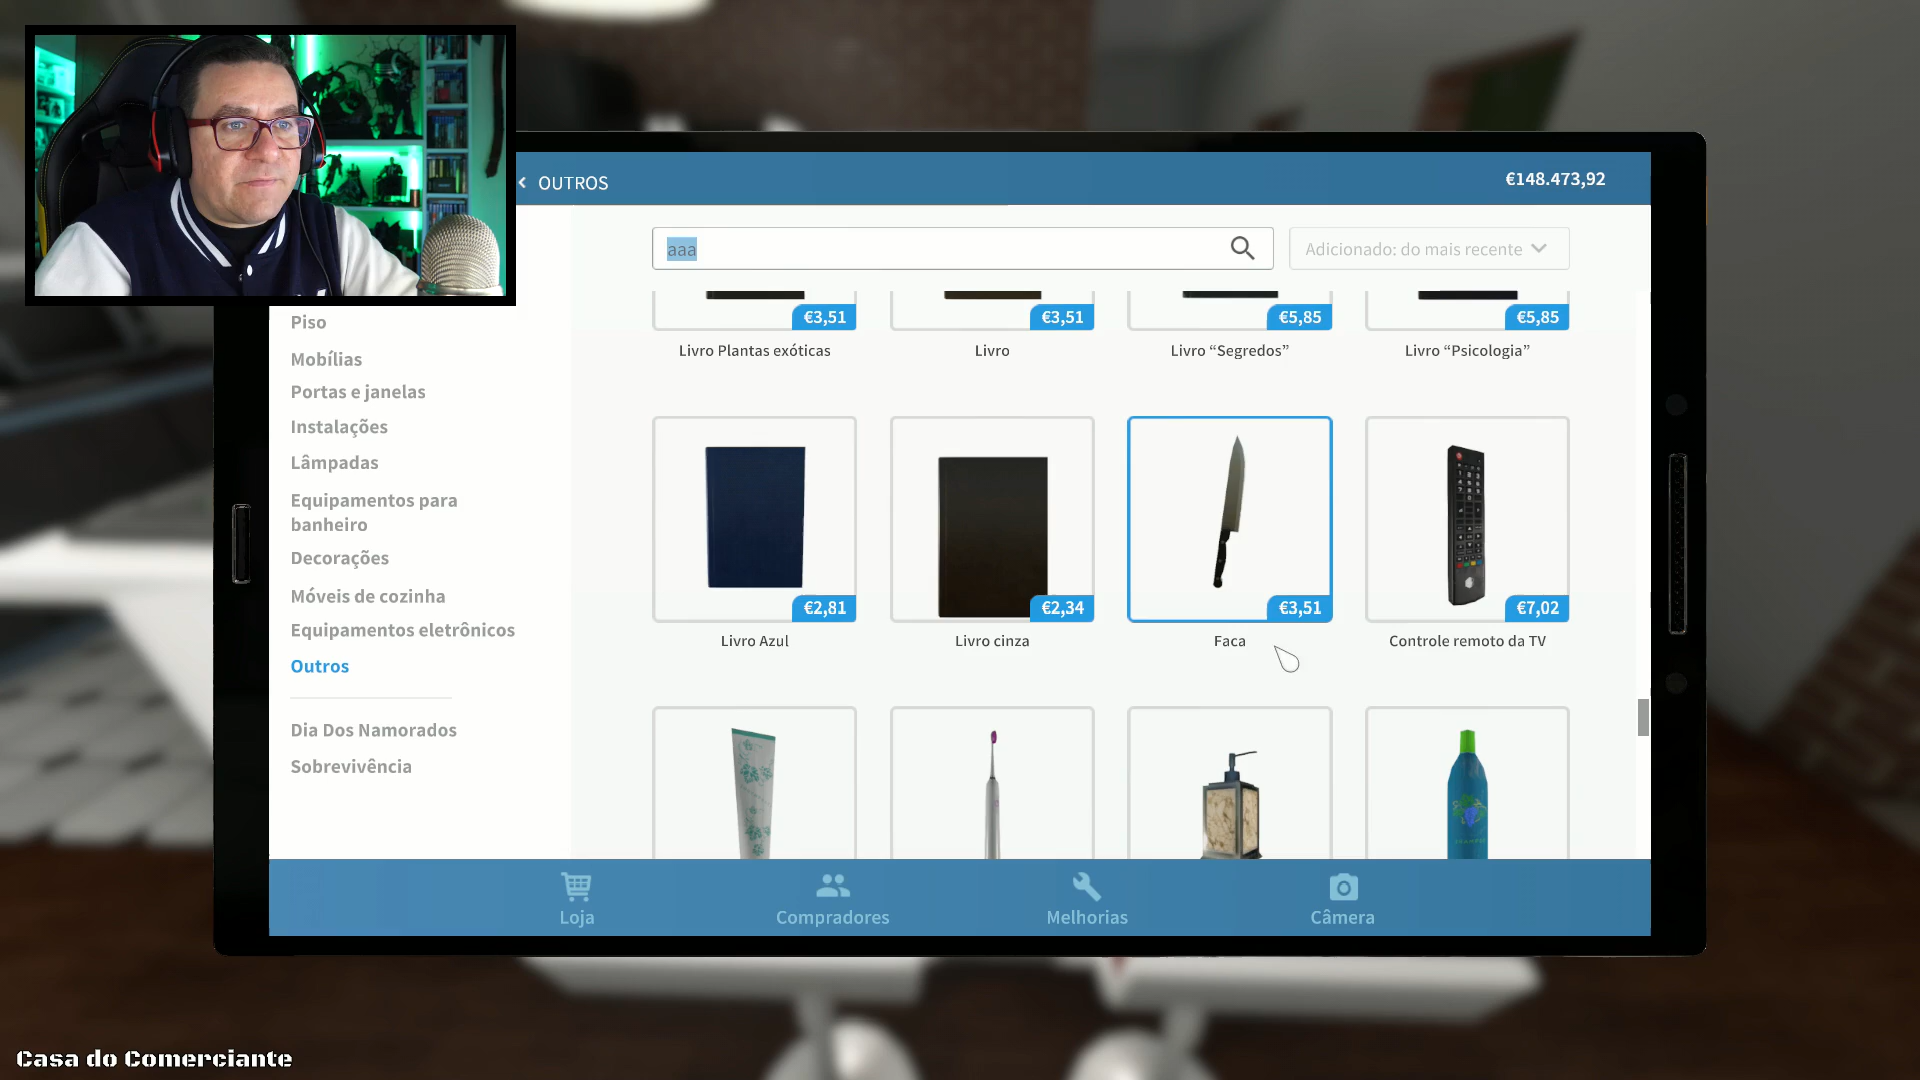 OUTROS
€148.473,92
aaa
Adicionado: do mais recente
€3,51
€3,51
€5,85
€5,85
Livro Plantas exóticas
Livro
Livro “Segredos”
Livro “Psicologia”
Piso
Mobílias
Portas e janelas
Instalações
Lâmpadas
Equipamentos para
banheiro
Decorações
Móveis de cozinha
Equipamentos eletrônicos
Outros
Dia Dos Namorados
Sobrevivência
€2,81
€2,34
€3,51
€7,02
Livro Azul
Livro cinza
Faca
Controle remoto da TV
Loja
Compradores
Melhorias
Câmera
Casa do Comerciante